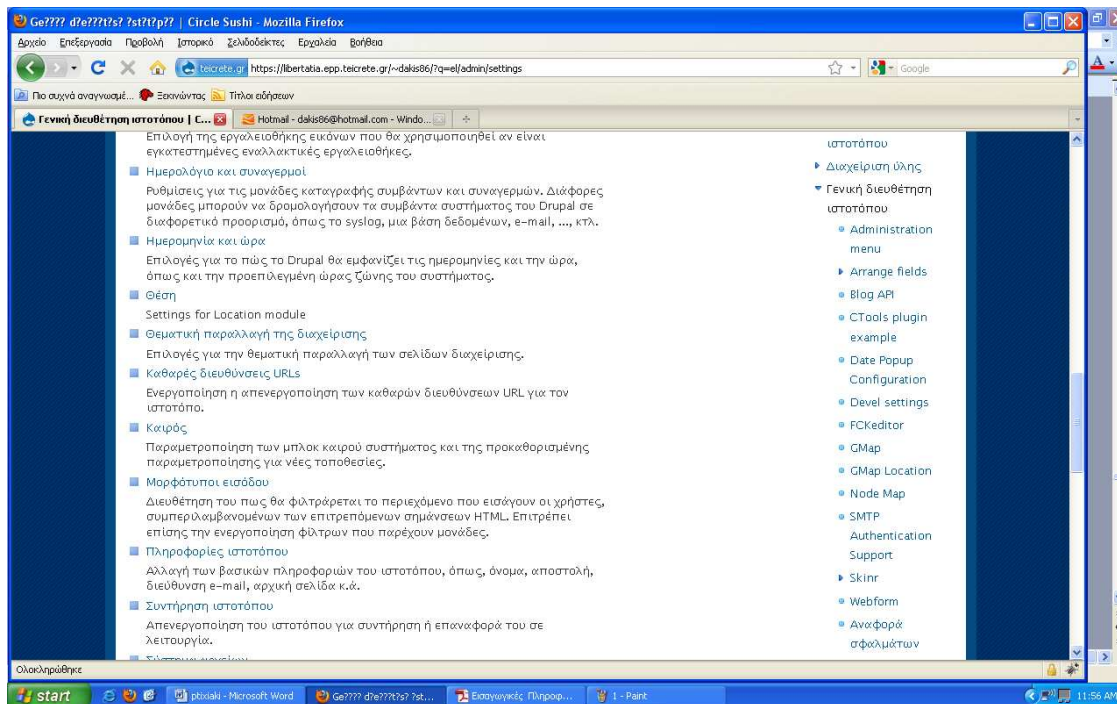 Ge???? d?e???t?s? ?st?t?p?? | Circle Sushi - Mozilla Firefox
Αρχείο Επεξεργασία Προβολή Ιστορικό Σελιδοδείκτες Εργαλεία Βοήθεια
teicrete.gr https://libertatia.epp.teicrete.gr/~dakis86/?q=el/admin/settings
Google
Πιο συχνά αναγνωσμέ... Ξεκινώντας Τίτλοι ειδήσεων
Γενική διευθέτηση ιστοτόπου | C... Hotmail - dakis86@hotmail.com - Windo...
Επιλογή της εργαλειοθήκης εικόνων που θα χρησιμοποιηθεί αν είναι
εγκατεστημένες εναλλακτικές εργαλειοθήκες.
Ημερολόγιο και συναγερμοί
Ρυθμίσεις για τις μονάδες καταγραφής συμβάντων και συναγερμών. Διάφορες
μονάδες μπορούν να δρομολογήσουν τα συμβάντα συστήματος του Drupal σε
διαφορετικό προορισμό, όπως το syslog, μια βάση δεδομένων, e-mail, ..., κτλ.
Ημερομηνία και ώρα
Επιλογές για το πώς το Drupal θα εμφανίζει τις ημερομηνίες και την ώρα,
όπως και την προεπιλεγμένη ώρας ζώνης του συστήματος.
Θέση
Settings for Location module
Θεματική παραλλαγή της διαχείρισης
Επιλογές για την θεματική παραλλαγή των σελίδων διαχείρισης.
Καθαρές διευθύνσεις URLs
Ενεργοποίηση η απενεργοποίηση των καθαρών διευθύνσεων URL για τον
ιστοτόπο.
Καιρός
Παραμετροποίηση των μπλοκ καιρού συστήματος και της προκαθορισμένης
παραμετροποίησης για νέες τοποθεσίες.
Μορφότυποι εισόδου
Διευθέτηση του πως θα φιλτράρεται το περιεχόμενο που εισάγουν οι χρήστες,
συμπεριλαμβανομένων των επιτρεπόμενων σημάνσεων HTML. Επιτρέπει
επίσης την ενεργοποίηση φίλτρων που παρέχουν μονάδες.
Πληροφορίες ιστοτόπου
Αλλαγή των βασικών πληροφοριών του ιστοτόπου, όπως, όνομα, αποστολή,
διεύθυνση e-mail, αρχική σελίδα κ.ά.
Συντήρηση ιστοτόπου
Απενεργοποίηση του ιστοτόπου για συντήρηση ή επαναφορά του σε
λειτουργία.
ιστοτόπου
Διαχείριση ύλης
Γενική διευθέτηση
ιστοτόπου
Administration
menu
Arrange fields
Blog API
CTools plugin
example
Date Popup
Configuration
Devel settings
FCKeditor
GMap
GMap Location
Node Map
SMTP
Authentication
Support
Skinr
Webform
Αναφορά
σφαλμάτων
Ολοκληρώθηκε
start ptixiaki - Microsoft Word Ge???? d?e???t?s? ?st... Εισαγωγικές Πληροφ... 1 - Paint 11:56 AM